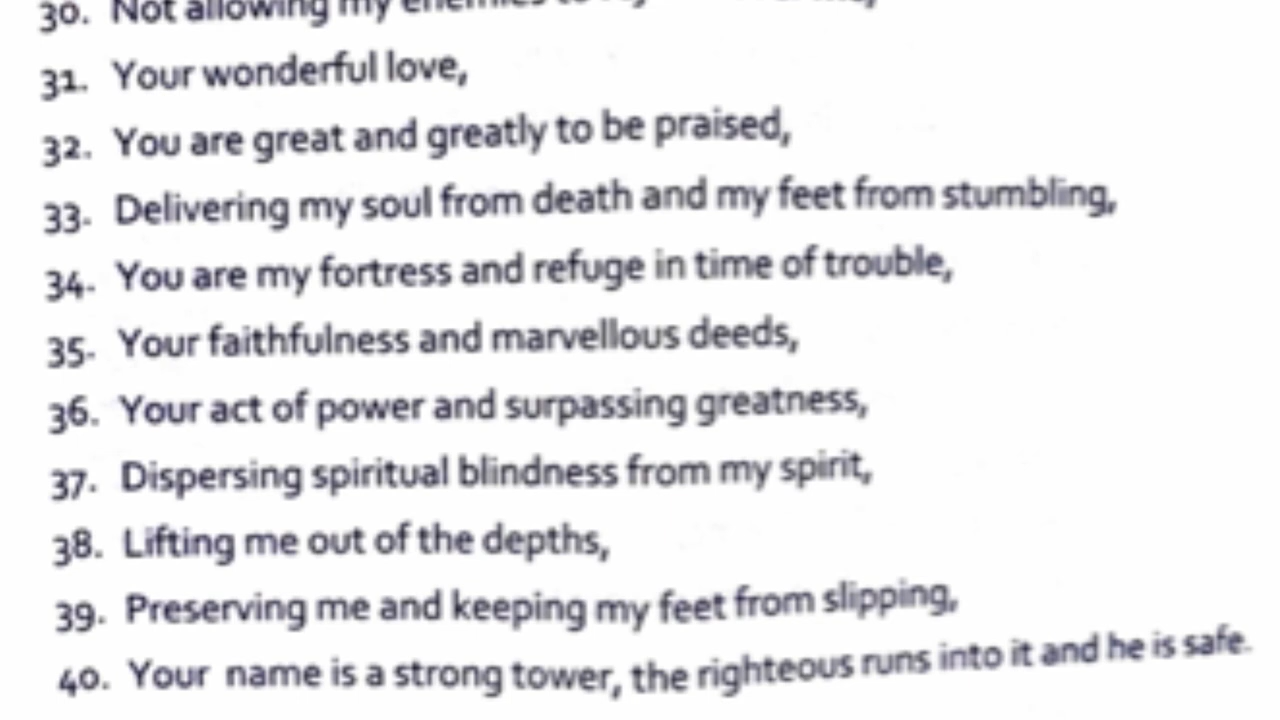 30. Not allowing my enemies to
31. Your wonderful love,
32. You are great and greatly to be praised,
33. Delivering my soul from death and my feet from stumbling,
34. You are my fortress and refuge in time of trouble,
35. Your faithfulness and marvellous deeds,
36. Your act of power and surpassing greatness,
37. Dispersing spiritual blindness from my spirit,
38. Lifting me out of the depths,
39. Preserving me and keeping my feet from slipping,
40. Your name is a strong tower, the righteous runs into it and he is safe.